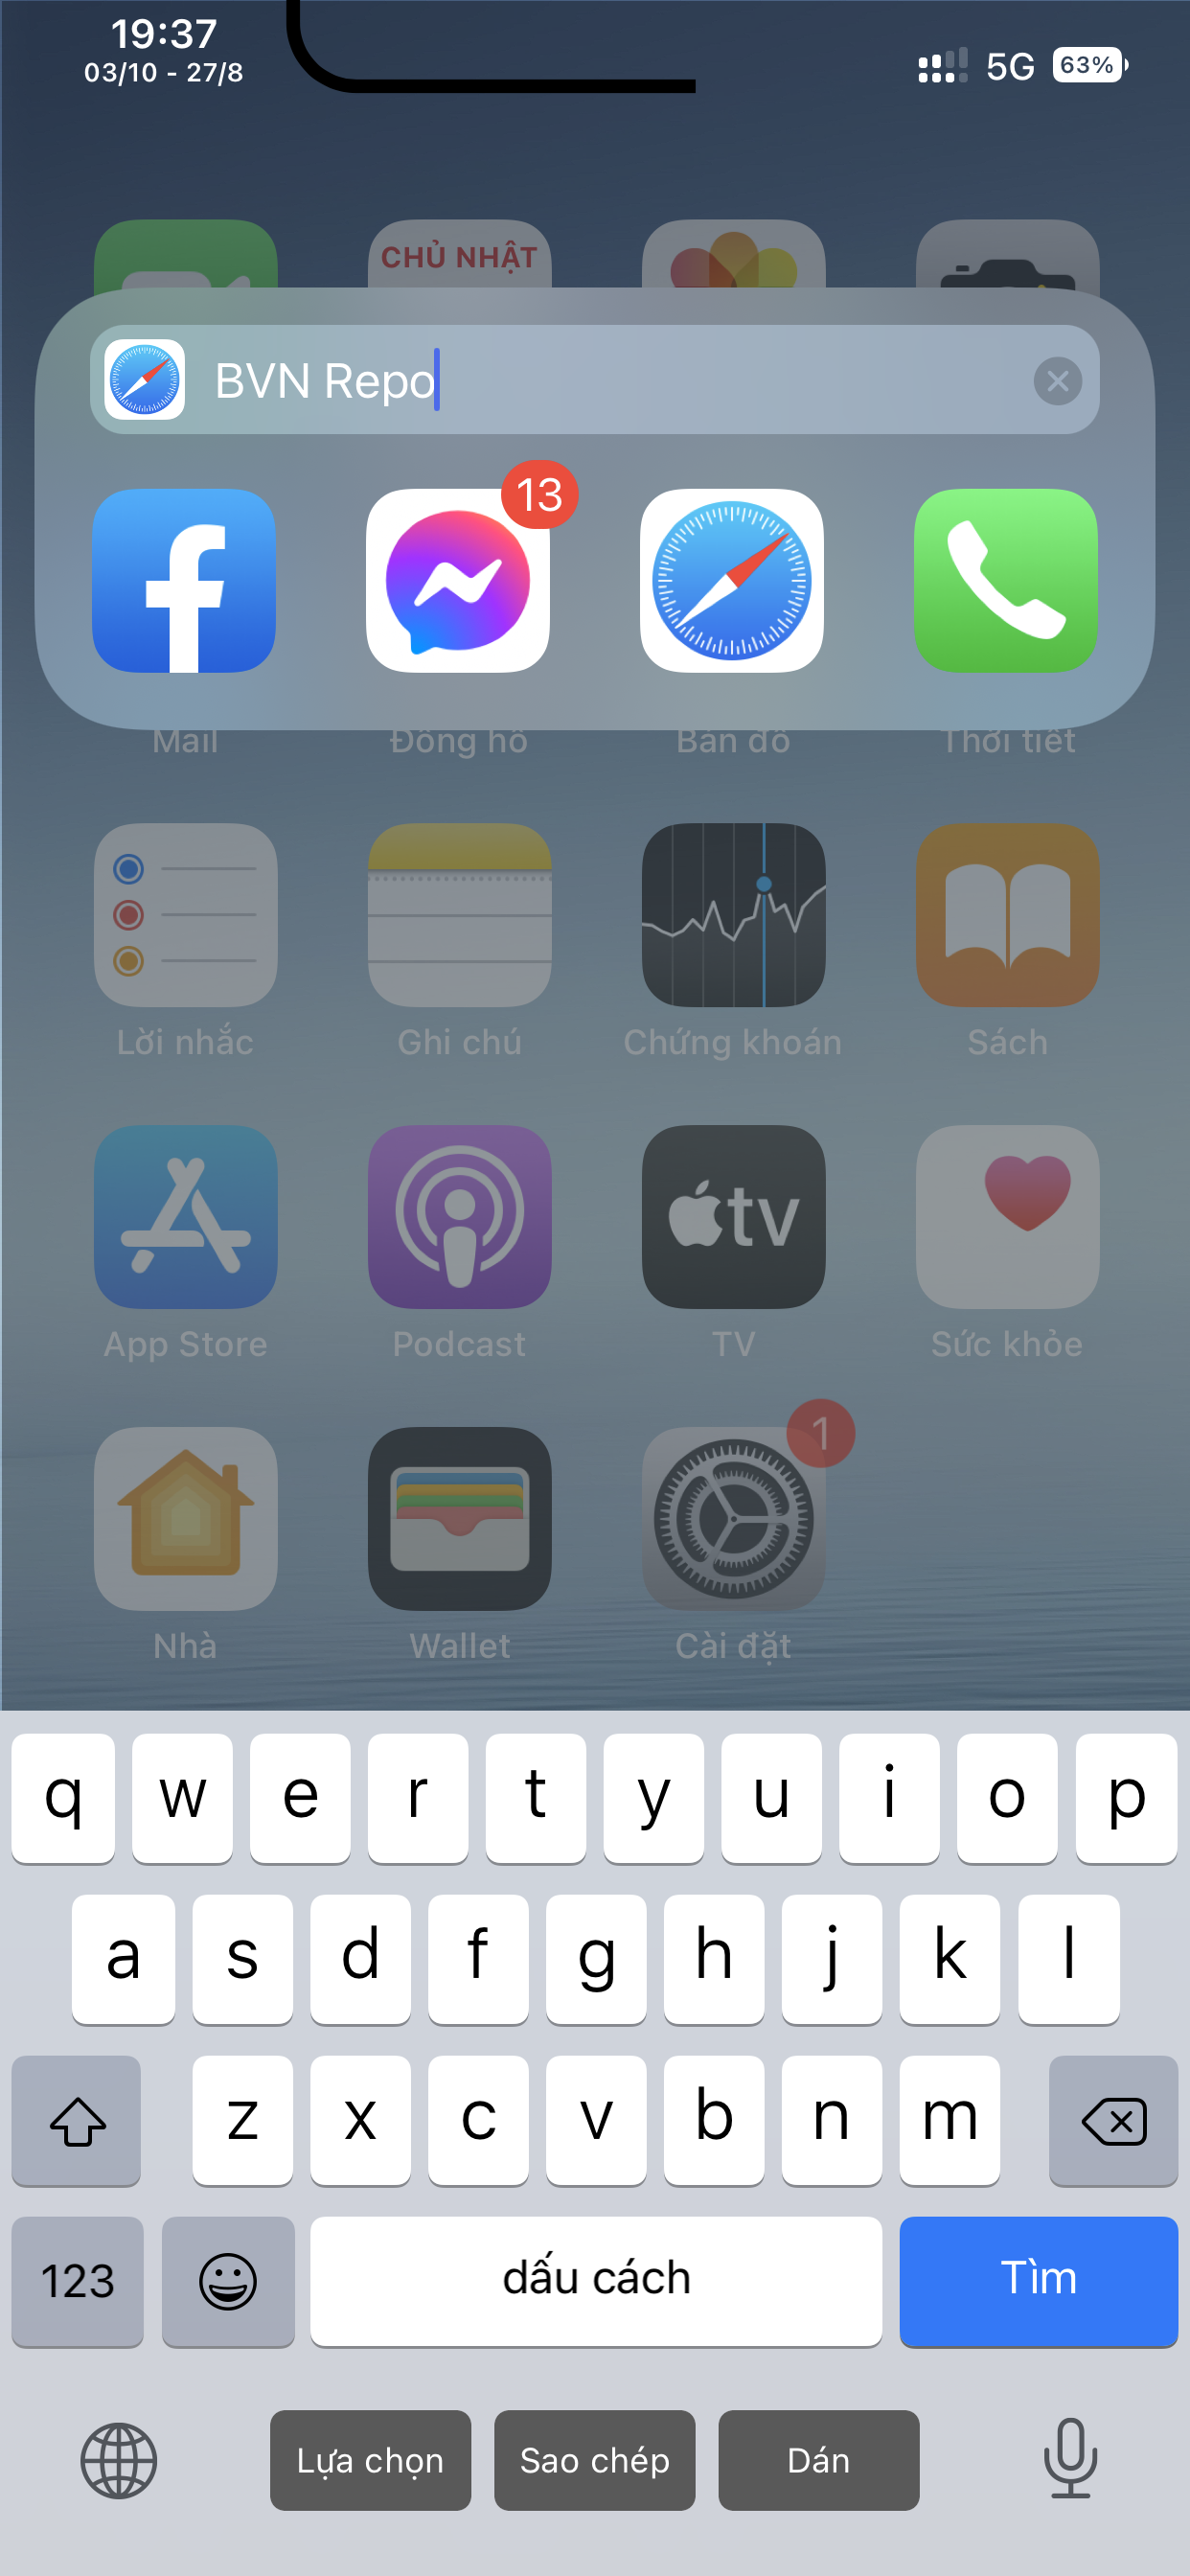 19:37
03/10 - 27/8
5G
63%
CHỦ NHẬT
BVN Repo
13
Mail
Đồng hồ
Bản đồ
Thời tiết
Lời nhắc
Ghi chú
Chứng khoán
Sách
tv
App Store
Podcast
TV
Sức khỏe
1
Nhà
Wallet
Cài đặt
q w e r t y u i o p
a s d f g h j k l
z x c v b n m
123
dấu cách
Tìm
Lựa chọn
Sao chép
Dán